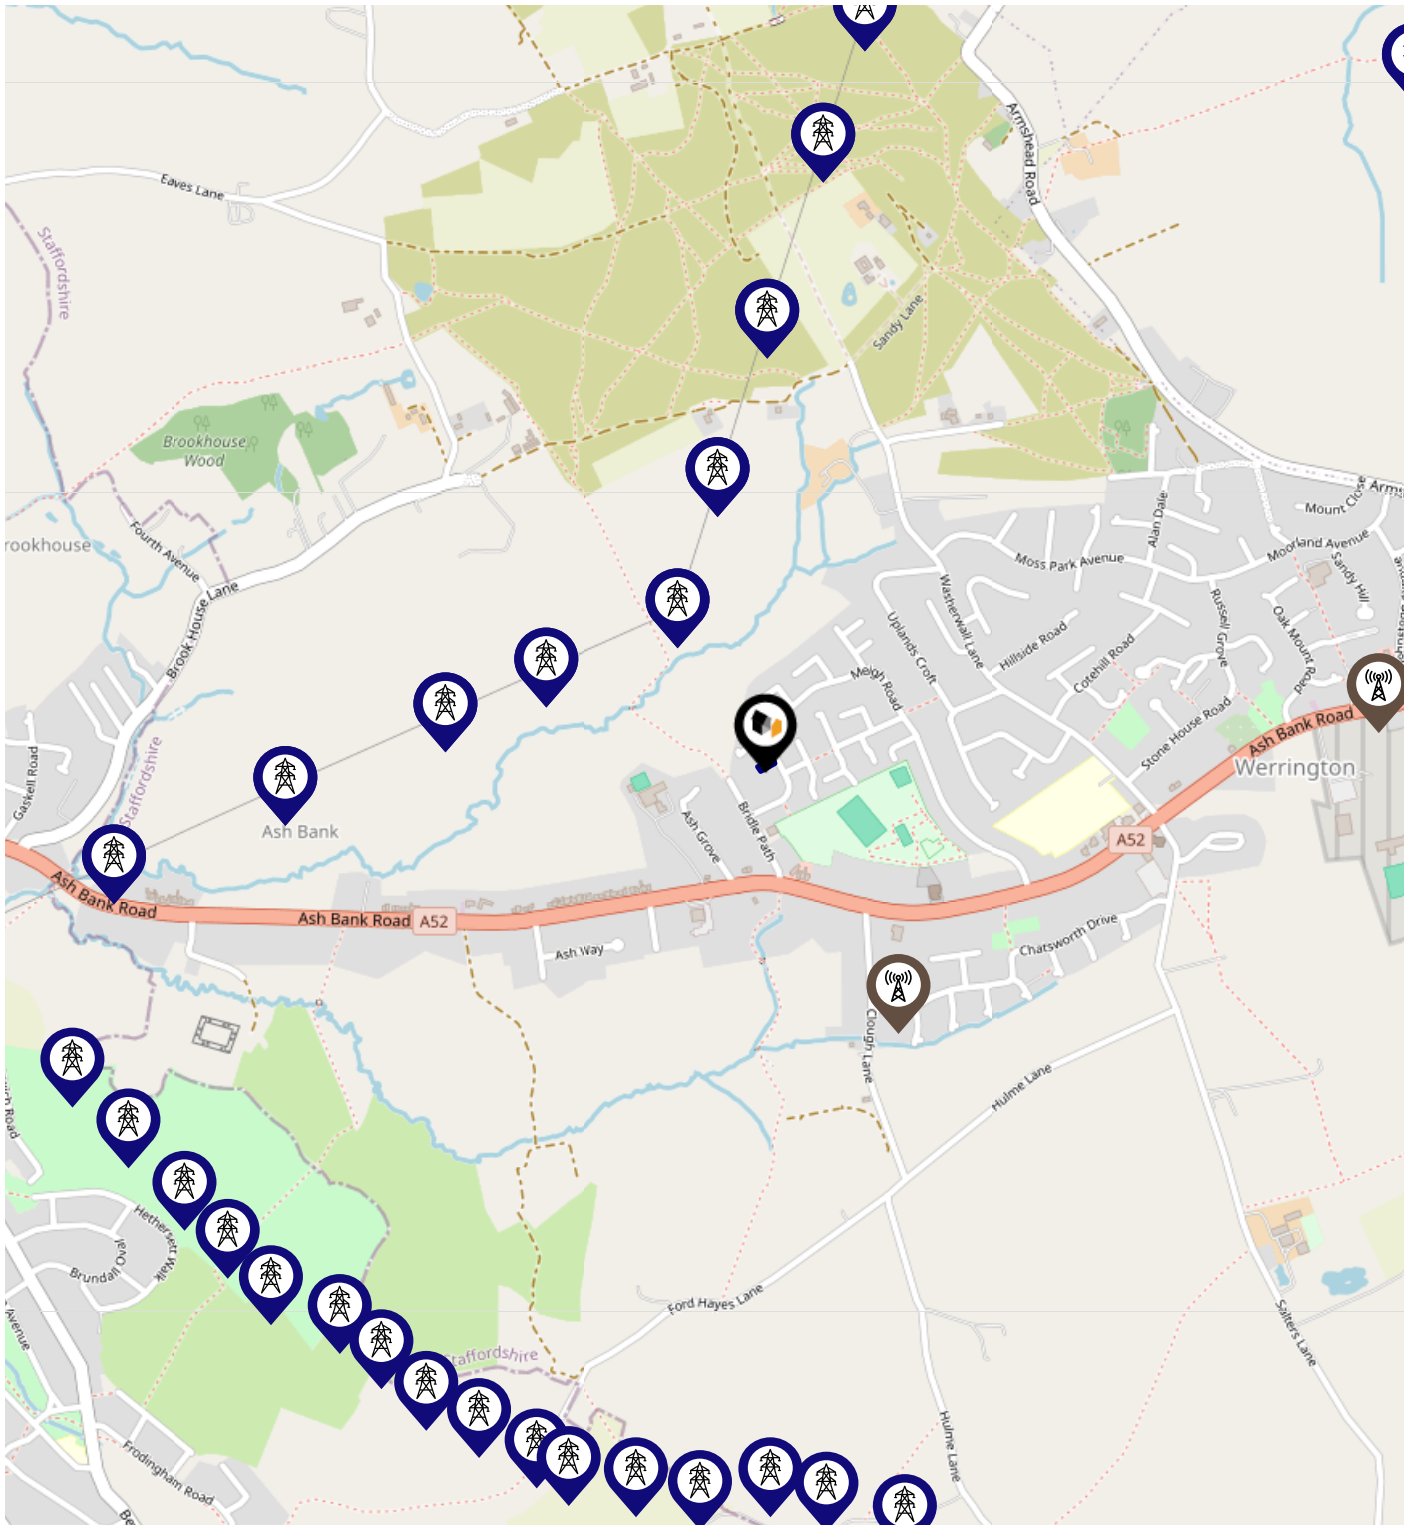 Armshead Road
Eaves Lane
Staffordshire
Sandy Lane
Brookhouse
Wood
Mount Close
Alan Dale
Fourth Avenue
rookhouse
Moss Park Avenue
Moorland Avenue
Sandy Hill
Brook House Lane
Washerwall Lane
Russell Grove
Oak Mount Road
Uplands Croft
Hillside Road
Cotehill Road
Meigh Road
Stone House Road
Ash Bank Road
Werrington
Gaskell Road
Staffordshire
Ash Bank
Ash Grove
Bridle Path
A52
Ash Bank Road
Ash Bank Road
A52
Ash Way
Chatsworth Drive
Clough Lane
Hulme Lane
Hethersett Walk
Brundall Oval
Ford Hayes Lane
Salters Lane
Avenue
Staffordshire
Hulme Lane
Frodingham Road